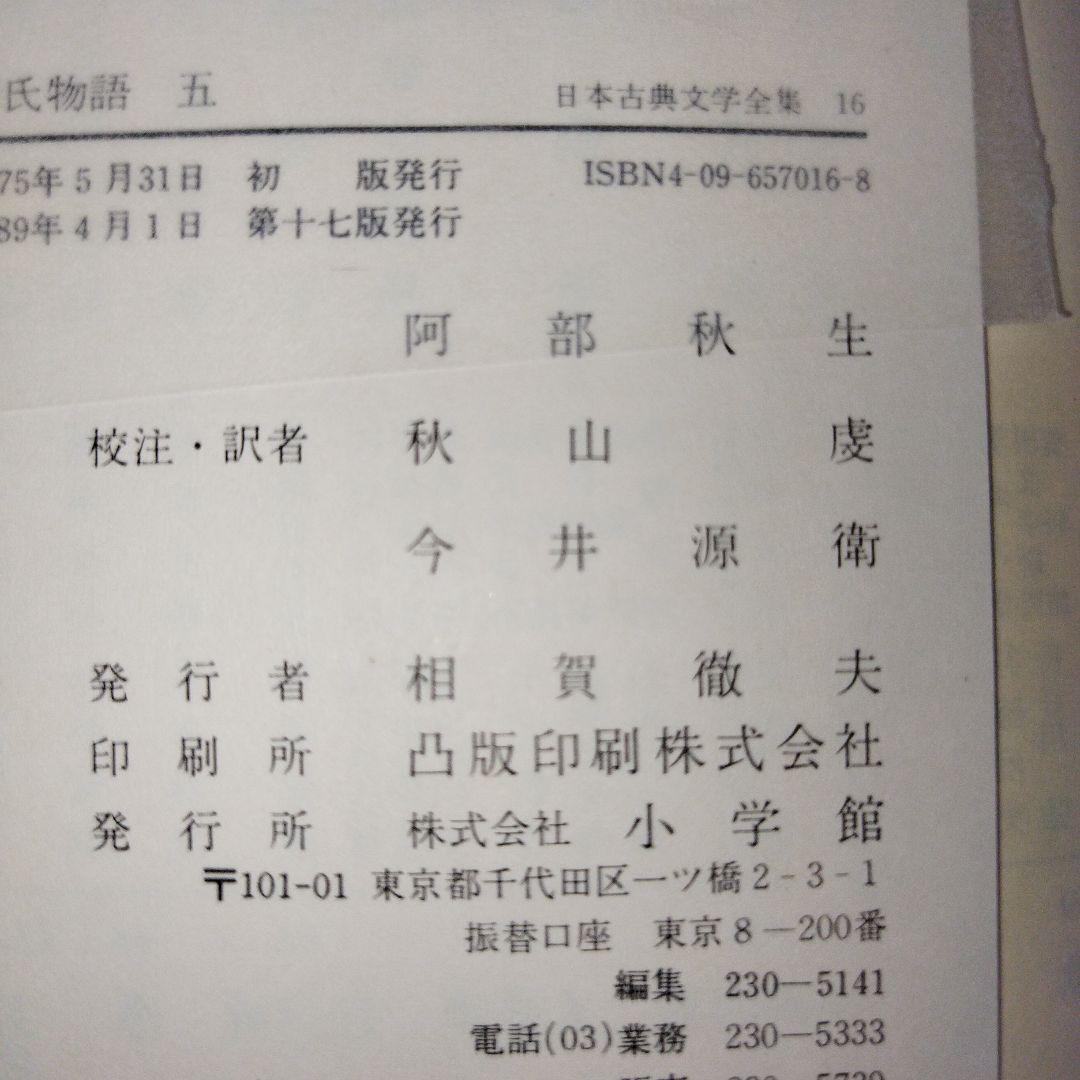 氏物語 五 日本古典文学全集 16
75年5月31日 初 版発行 ISBN4-09-657016-8
89年4月1日 第十七版発行
阿部秋生
校注・訳者 秋山 虔
今井源衛
発行者 相賀徹夫
印刷所 凸版印刷株式会社
発行所 株式会社 小学館
〒101-01 東京都千代田区一ツ橋2-3-1
振替口座 東京8—200番
編集 230—5141
電話(03)業務 230—5333